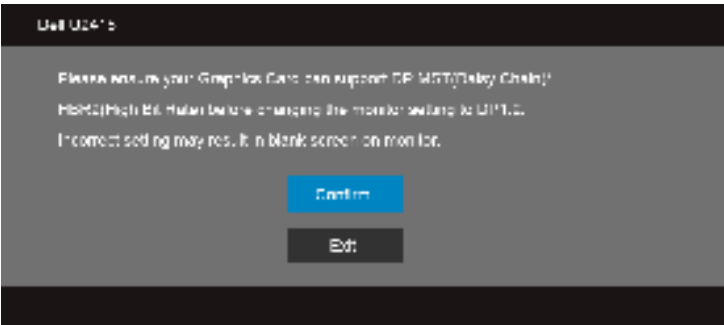 Dell U2415
Please ensure your Graphics Card can support DP MST(Daisy Chain)/
HBR2(High Bit Rate) before changing the monitor setting to DP1.2.
Incorrect setting may result in blank screen on monitor.
Confirm
Exit